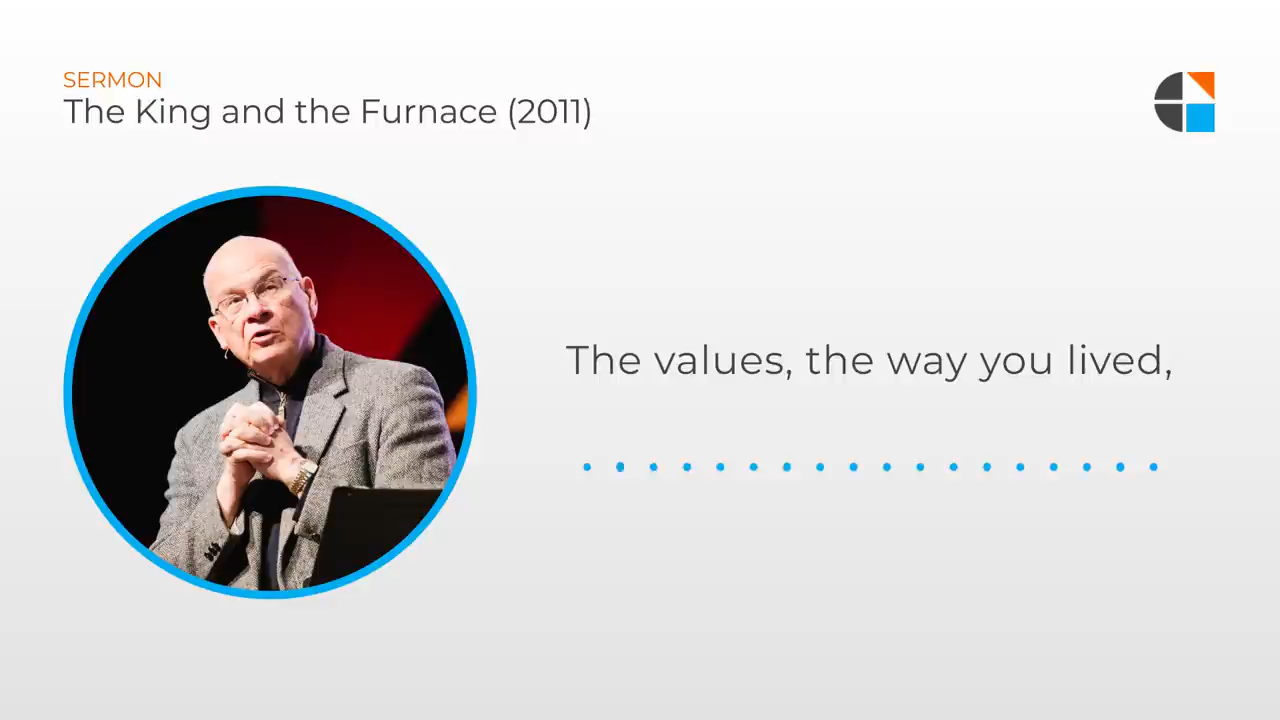 SERMON
The King and the Furnace (2011)
The values, the way you lived,